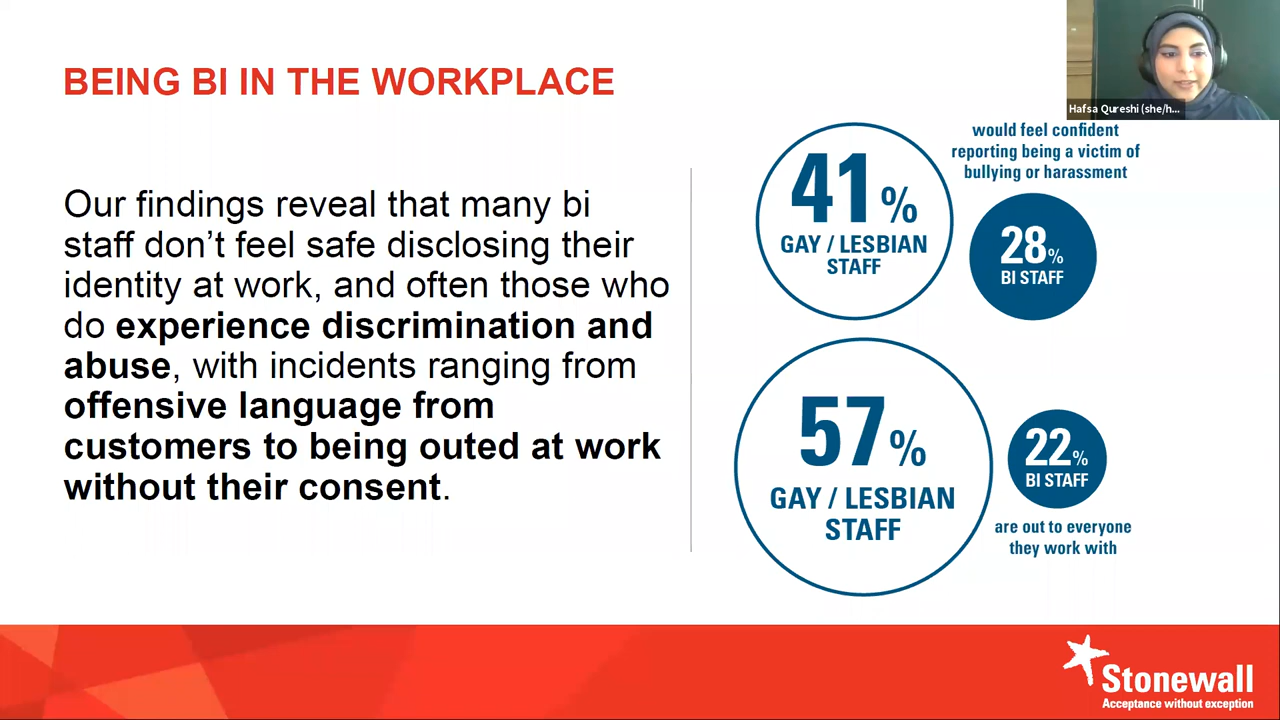 BEING BI IN THE WORKPLACE
Hafsa Qureshi (she/h...
Our findings reveal that many bi
staff don’t feel safe disclosing their
identity at work, and often those who
do experience discrimination and
abuse, with incidents ranging from
offensive language from
customers to being outed at work
without their consent.
41%
GAY / LESBIAN
STAFF
would feel confident
reporting being a victim of
bullying or harassment
28%
BI STAFF
57%
GAY / LESBIAN
STAFF
22%
BI STAFF
are out to everyone
they work with
Stonewall
Acceptance without exception